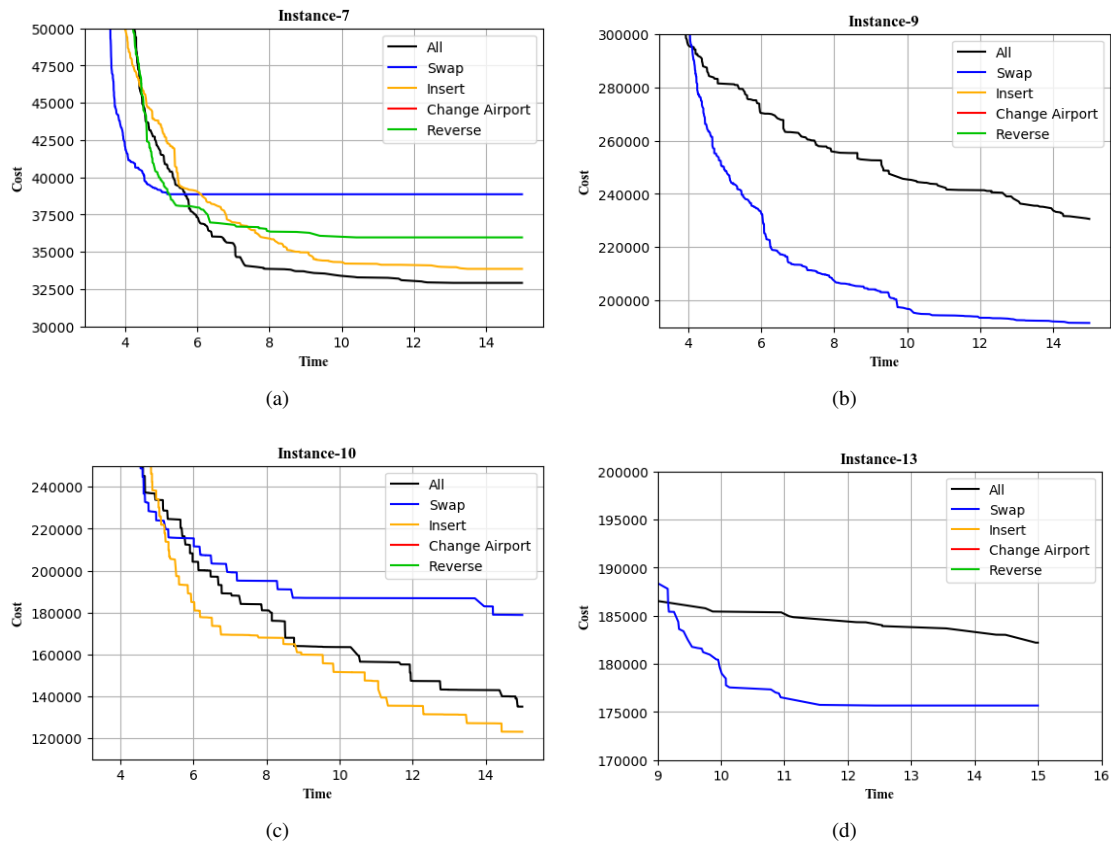 Instance-7
50000
47500
45000
42500
40000
37500
35000
32500
30000
Cost
4 6 8 10 12 14
Time
All
Swap
Insert
Change Airport
Reverse
(a)
Instance-9
300000
280000
260000
240000
220000
200000
Cost
4 6 8 10 12 14
Time
All
Swap
Insert
Change Airport
Reverse
(b)
Instance-10
240000
220000
200000
180000
160000
140000
120000
Cost
4 6 8 10 12 14
Time
All
Swap
Insert
Change Airport
Reverse
(c)
Instance-13
200000
195000
190000
185000
180000
175000
170000
Cost
9 10 11 12 13 14 15 16
Time
All
Swap
Insert
Change Airport
Reverse
(d)